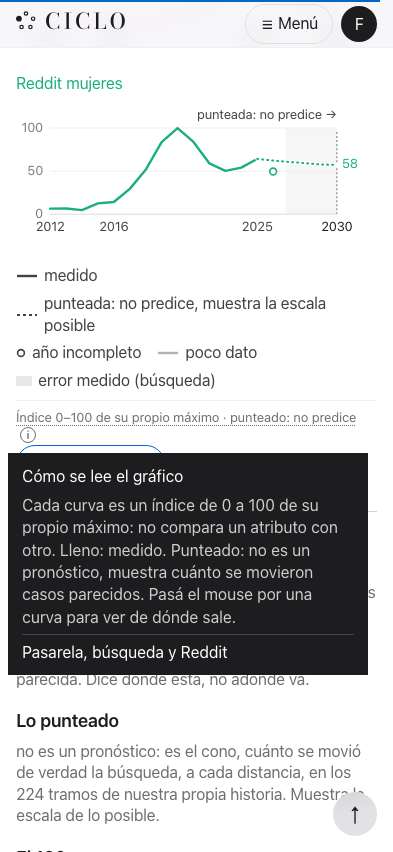 CICLO
≡ Menú
F
Reddit mujeres
punteada: no predice →
100
50
0
58
2012
2016
2025
2030
medido
punteada: no predice, muestra la escala
posible
año incompleto
poco dato
error medido (búsqueda)
Índice 0–100 de su propio máximo · punteado: no predice
i
Cómo se lee el gráfico
Cada curva es un índice de 0 a 100 de su
propio máximo: no compara un atributo con
otro. Lleno: medido. Punteado: no es un
pronóstico, muestra cuánto se movieron
casos parecidos. Pasá el mouse por una
curva para ver de dónde sale.
Pasarela, búsqueda y Reddit
s
parecida. Dice dónde está, no adónde va.
Lo punteado
no es un pronóstico: es el cono, cuánto se movió
de verdad la búsqueda, a cada distancia, en los
224 tramos de nuestra propia historia. Muestra la
escala de lo posible.
↑